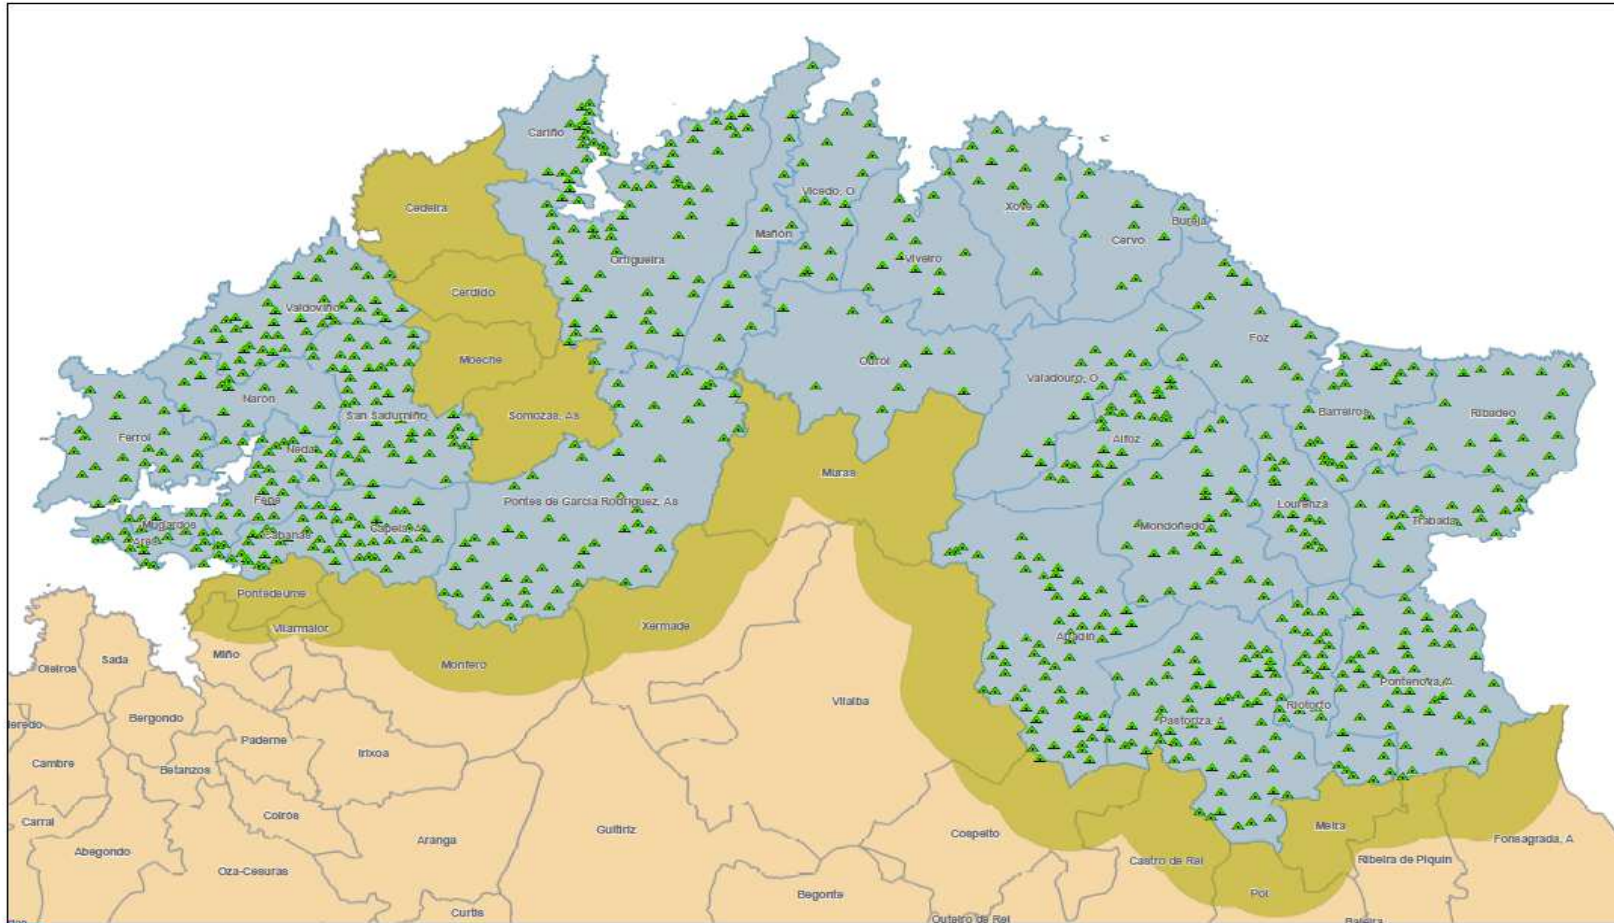 Cariño
Vicedo, O
Cedeira
Xove
Burela
Mañón
Cervo
Ortigueira
Viveiro
Cerdido
Valdoviño
Foz
Moeche
Ourol
Valadouro, O
Narón
San Sadurniño
Somozas, As
Barreiros
Ribadeo
Ferrol
Alfoz
Neda
Muras
Fene
Pontes de García Rodríguez, As
Lourenzá
Mugardos
Capela, A
Mondoñedo
Trabada
Ares
Cabanas
Pontedeume
Vilarmaior
Xermade
Abadín
Miño
Sada
Oleiros
Monfero
Pontenova, A
Vilalba
Riotorto
Bergondo
Pastoriza, A
leredo
Paderne
Irixoa
Cambre
Betanzos
Coirós
Carral
Guitiriz
Cospeito
Meira
Aranga
Fonsagrada, A
Abegondo
Castro de Rei
Ribeira de Piquín
Oza-Cesuras
Begonte
Pol
Curtis
Outeiro de Rei
Baleira